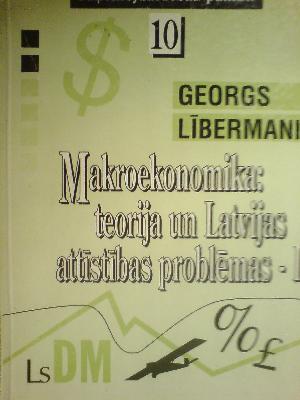 10
$
GEORGS
LĪBERMANI
Makroekonomika:
teorija un Latvijas
attīstības problēmas -
%£
Ls DM